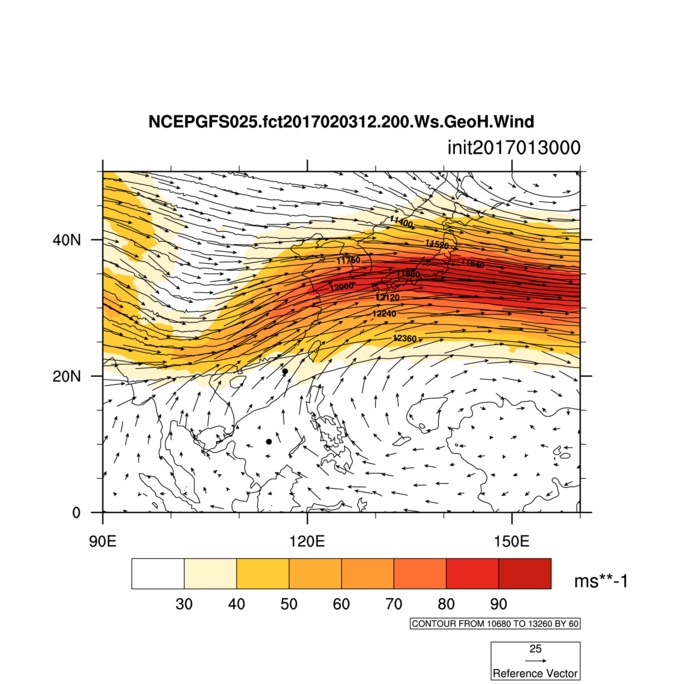 NCEPGFS025.fct2017020312.200.Ws.GeoH.Wind
init2017013000
40N
20N
0
90E 120E 150E
11400
11520
11760
11640
11880
12000
12120
12240
12360
30 40 50 60 70 80 90
ms**-1
CONTOUR FROM 10680 TO 13260 BY 60
25
Reference Vector